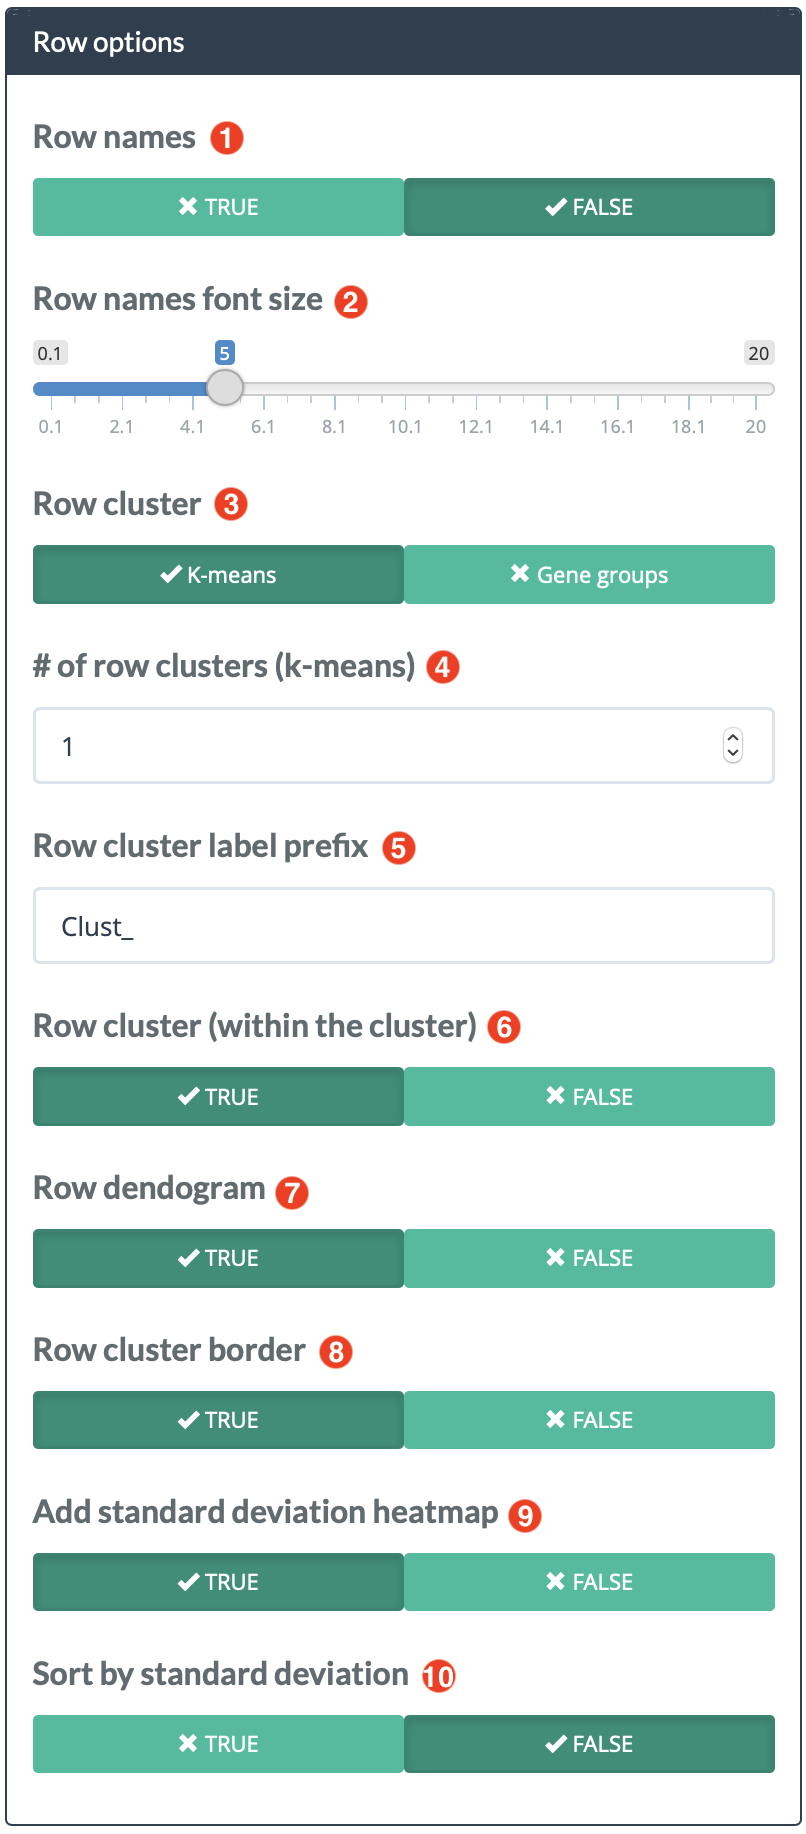 Row options
Row names 1
TRUE FALSE
Row names font size 2
0.1 5 20
0.1 2.1 4.1 6.1 8.1 10.1 12.1 14.1 16.1 18.1 20
Row cluster 3
K-means Gene groups
# of row clusters (k-means) 4
1
Row cluster label prefix 5
Clust_
Row cluster (within the cluster) 6
TRUE FALSE
Row dendogram 7
TRUE FALSE
Row cluster border 8
TRUE FALSE
Add standard deviation heatmap 9
TRUE FALSE
Sort by standard deviation 10
TRUE FALSE